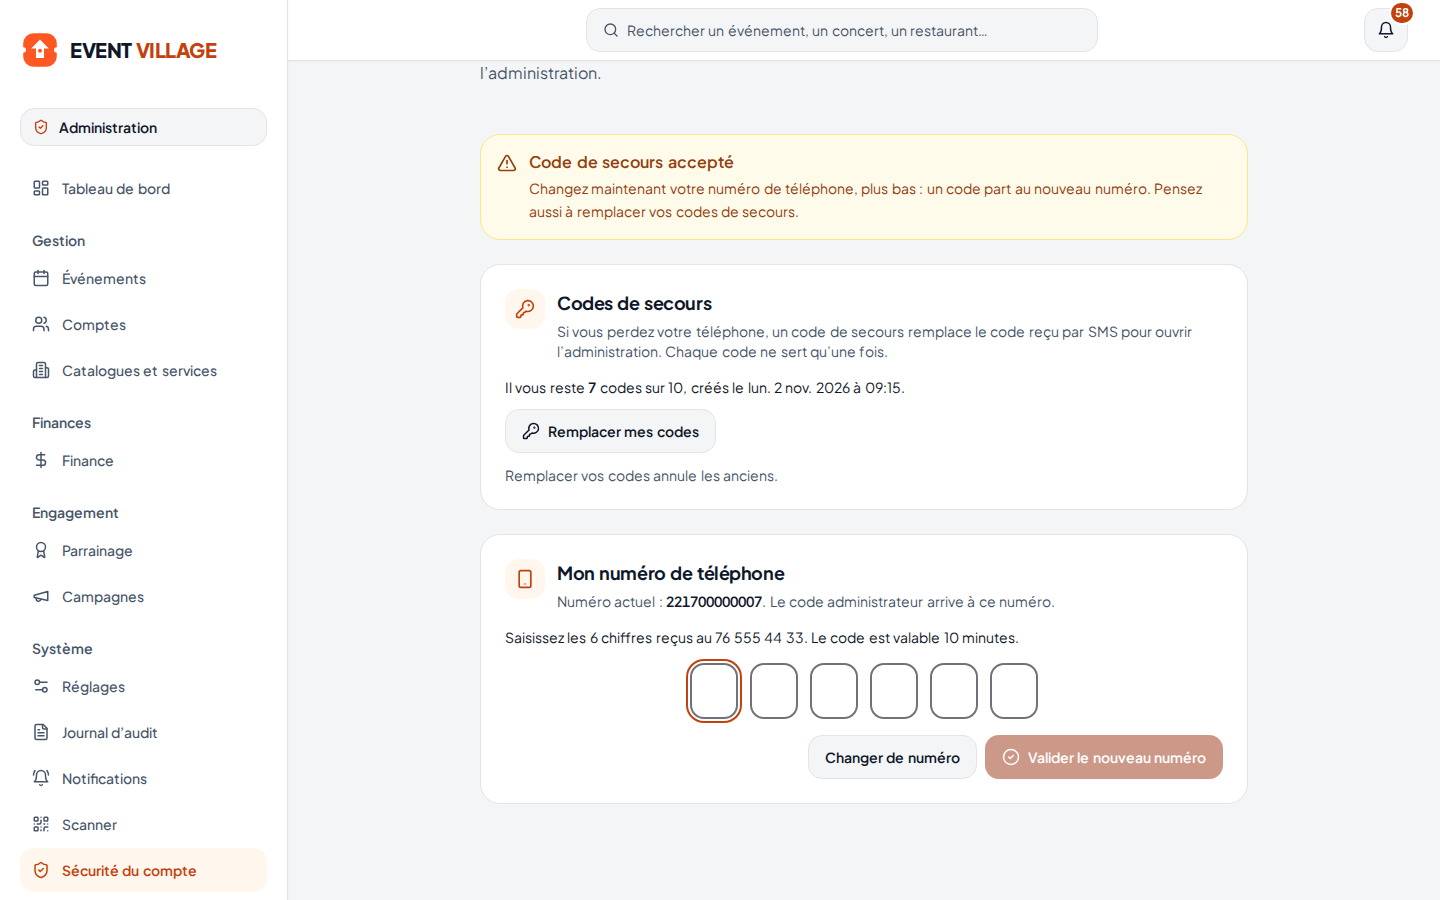 EVENT VILLAGE
Rechercher un événement, un concert, un restaurant…
58
Administration
Tableau de bord
Gestion
Événements
Comptes
Catalogues et services
Finances
Finance
Engagement
Parrainage
Campagnes
Système
Réglages
Journal d’audit
Notifications
Scanner
Sécurité du compte
l’administration.
Code de secours accepté
Changez maintenant votre numéro de téléphone, plus bas : un code part au nouveau numéro. Pensez
aussi à remplacer vos codes de secours.
Codes de secours
Si vous perdez votre téléphone, un code de secours remplace le code reçu par SMS pour ouvrir
l’administration. Chaque code ne sert qu’une fois.
Il vous reste 7 codes sur 10, créés le lun. 2 nov. 2026 à 09:15.
Remplacer mes codes
Remplacer vos codes annule les anciens.
Mon numéro de téléphone
Numéro actuel : 221700000007. Le code administrateur arrive à ce numéro.
Saisissez les 6 chiffres reçus au 76 555 44 33. Le code est valable 10 minutes.
Changer de numéro
Valider le nouveau numéro